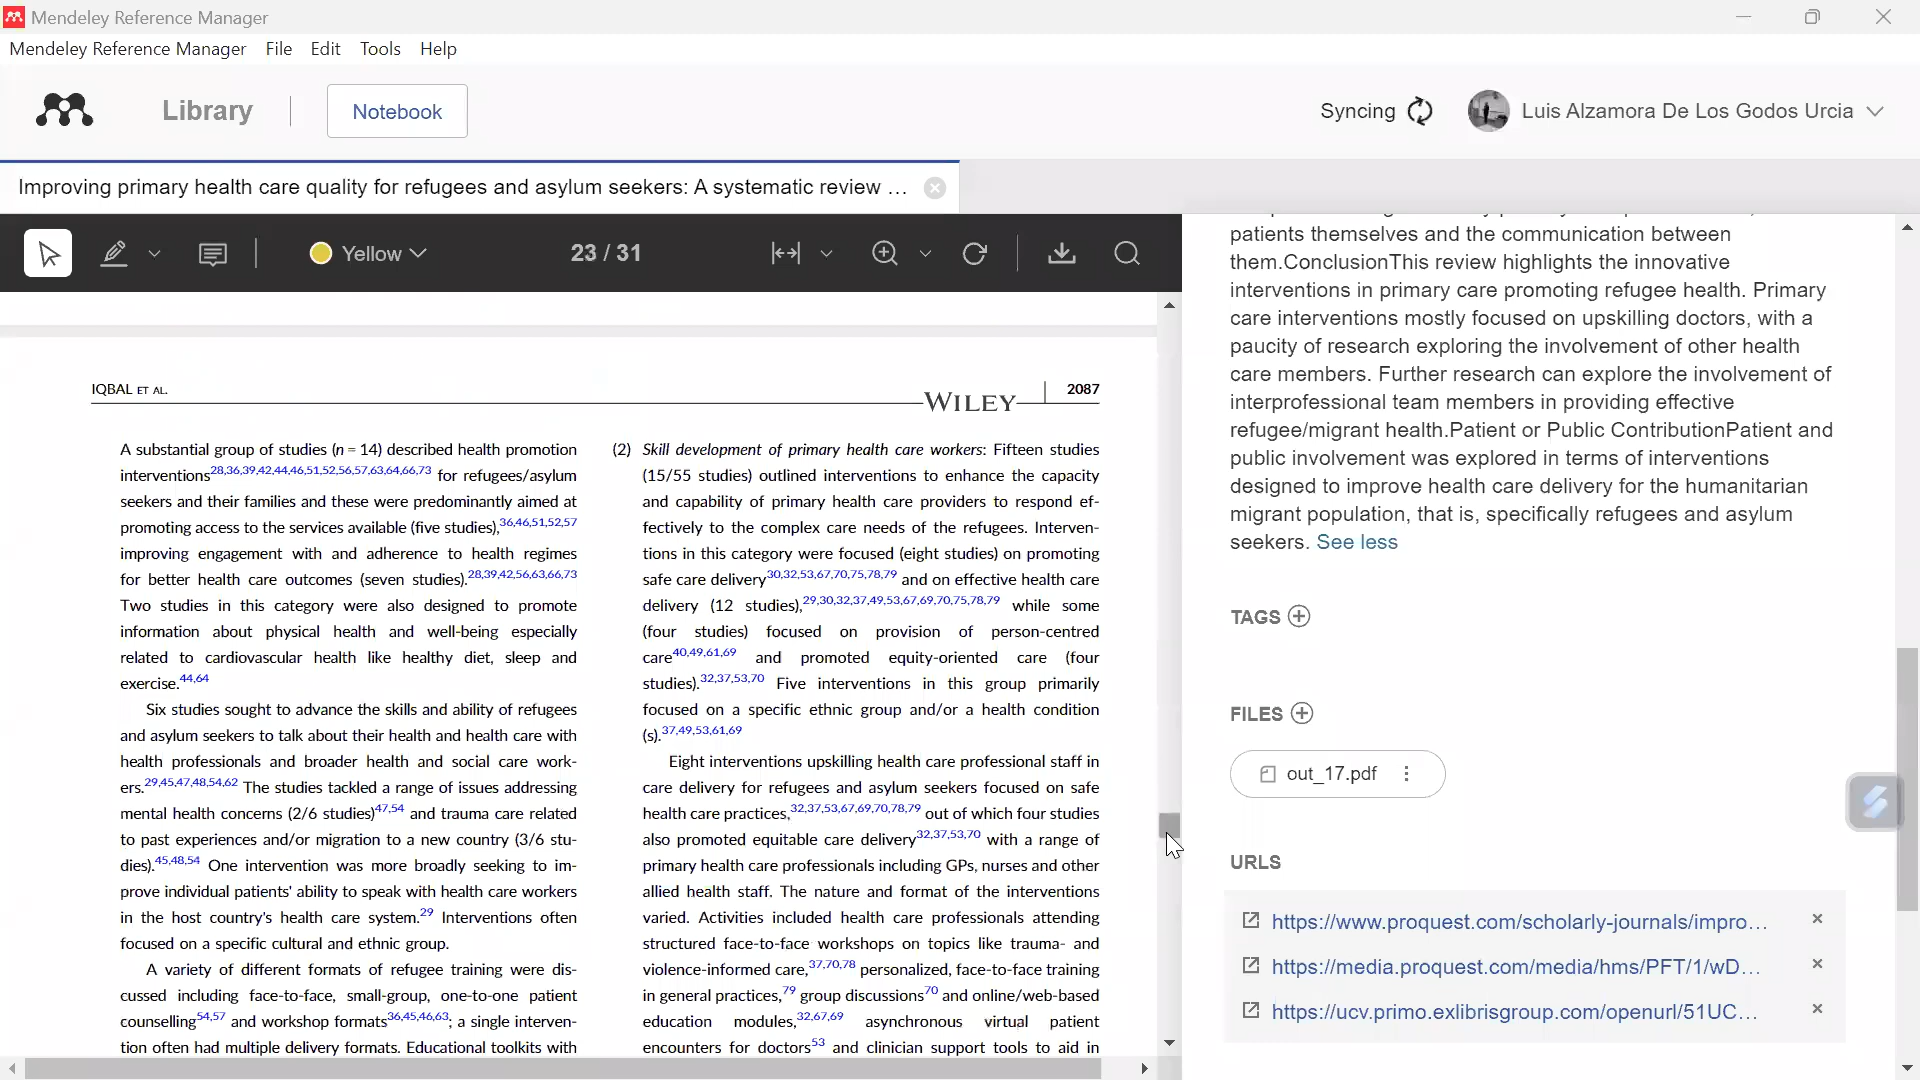 Mendeley Reference Manager
Mendeley Reference Manager File Edit Tools Help
Library
Notebook
Syncing
Luis Alzamora De Los Godos Urcia
Improving primary health care quality for refugees and asylum seekers: A systematic review ...
Yellow
23 / 31
IQBAL ET AL.
WILEY
2087
A substantial group of studies (n = 14) described health promotion
interventions28,36,39,42,44,46,51,52,56,57,63,64,66,73 for refugees/asylum
seekers and their families and these were predominantly aimed at
promoting access to the services available (five studies),36,46,51,52,57
improving engagement with and adherence to health regimes
for better health care outcomes (seven studies).28,39,42,56,63,66,73
Two studies in this category were also designed to promote
information about physical health and well-being especially
related to cardiovascular health like healthy diet, sleep and
exercise.44,64
Six studies sought to advance the skills and ability of refugees
and asylum seekers to talk about their health and health care with
health professionals and broader health and social care work-
ers.29,45,47,48,54,62 The studies tackled a range of issues addressing
mental health concerns (2/6 studies)47,54 and trauma care related
to past experiences and/or migration to a new country (3/6 stu-
dies).45,48,54 One intervention was more broadly seeking to im-
prove individual patients' ability to speak with health care workers
in the host country's health care system.29 Interventions often
focused on a specific cultural and ethnic group.
A variety of different formats of refugee training were dis-
cussed including face-to-face, small-group, one-to-one patient
counselling54,57 and workshop formats36,45,46,63; a single interven-
tion often had multiple delivery formats. Educational toolkits with
(2) Skill development of primary health care workers: Fifteen studies
(15/55 studies) outlined interventions to enhance the capacity
and capability of primary health care providers to respond ef-
fectively to the complex care needs of the refugees. Interven-
tions in this category were focused (eight studies) on promoting
safe care delivery30,32,53,67,70,75,78,79 and on effective health care
delivery (12 studies),29,30,32,37,49,53,67,69,70,75,78,79 while some
(four studies) focused on provision of person-centred
care40,49,61,69 and promoted equity-oriented care (four
studies).32,37,53,70 Five interventions in this group primarily
focused on a specific ethnic group and/or a health condition
(s).37,49,53,61,69
Eight interventions upskilling health care professional staff in
care delivery for refugees and asylum seekers focused on safe
health care practices,32,37,53,67,69,70,78,79 out of which four studies
also promoted equitable care delivery32,37,53,70 with a range of
primary health care professionals including GPs, nurses and other
allied health staff. The nature and format of the interventions
varied. Activities included health care professionals attending
structured face-to-face workshops on topics like trauma- and
violence-informed care,37,70,78 personalized, face-to-face training
in general practices,79 group discussions70 and online/web-based
education modules,32,67,69 asynchronous virtual patient
encounters for doctors53 and clinician support tools to aid in
patients themselves and the communication between
them.ConclusionThis review highlights the innovative
interventions in primary care promoting refugee health. Primary
care interventions mostly focused on upskilling doctors, with a
paucity of research exploring the involvement of other health
care members. Further research can explore the involvement of
interprofessional team members in providing effective
refugee/migrant health.Patient or Public ContributionPatient and
public involvement was explored in terms of interventions
designed to improve health care delivery for the humanitarian
migrant population, that is, specifically refugees and asylum
seekers. See less
TAGS
FILES
out_17.pdf
URLS
https://www.proquest.com/scholarly-journals/impro...
https://media.proquest.com/media/hms/PFT/1/wD...
https://ucv.primo.exlibrisgroup.com/openurl/51UC...